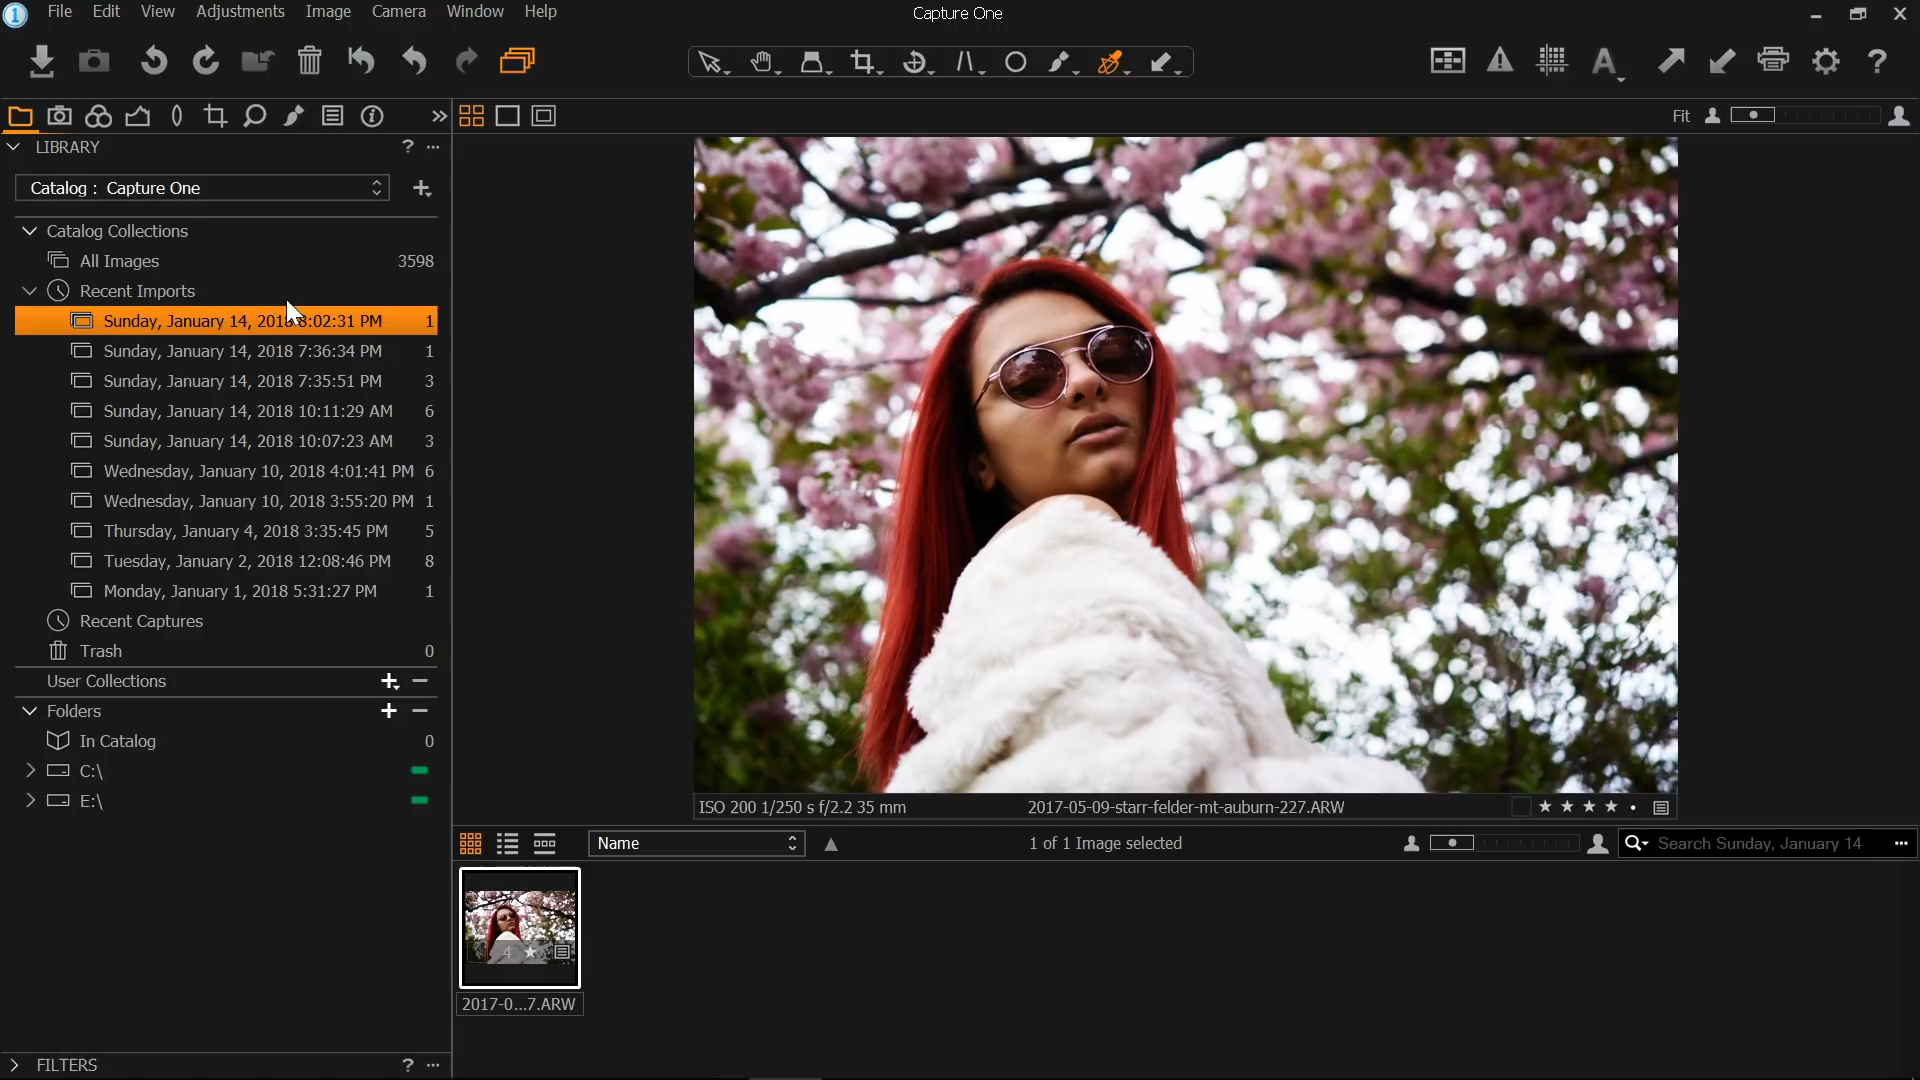 File Edit View Adjustments Image Camera Window Help
Capture One
LIBRARY
Catalog : Capture One
Catalog Collections
All Images 3598
Recent Imports
Sunday, January 14, 2018 8:02:31 PM 1
Sunday, January 14, 2018 7:36:34 PM 1
Sunday, January 14, 2018 7:35:51 PM 3
Sunday, January 14, 2018 10:11:29 AM 6
Sunday, January 14, 2018 10:07:23 AM 3
Wednesday, January 10, 2018 4:01:41 PM 6
Wednesday, January 10, 2018 3:55:20 PM 1
Thursday, January 4, 2018 3:35:45 PM 5
Tuesday, January 2, 2018 12:08:46 PM 8
Monday, January 1, 2018 5:31:27 PM 1
Recent Captures
Trash 0
User Collections
Folders
In Catalog 0
C:\
E:\
FILTERS
Fit
ISO 200 1/250 s f/2.2 35 mm
2017-05-09-starr-felder-mt-auburn-227.ARW
Name
1 of 1 Image selected
Search Sunday, January 14
4
2017-0...7.ARW